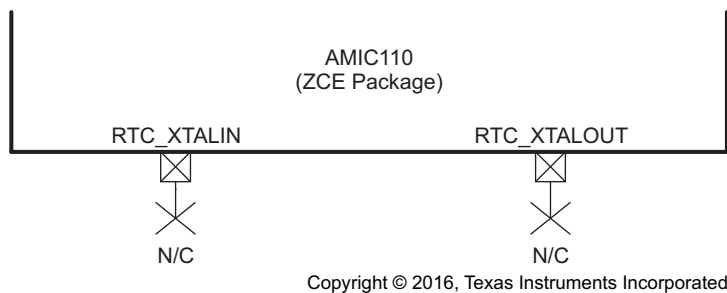 AMIC110
(ZCE Package)
RTC_XTALIN RTC_XTALOUT
N/C N/C
Copyright © 2016, Texas Instruments Incorporated